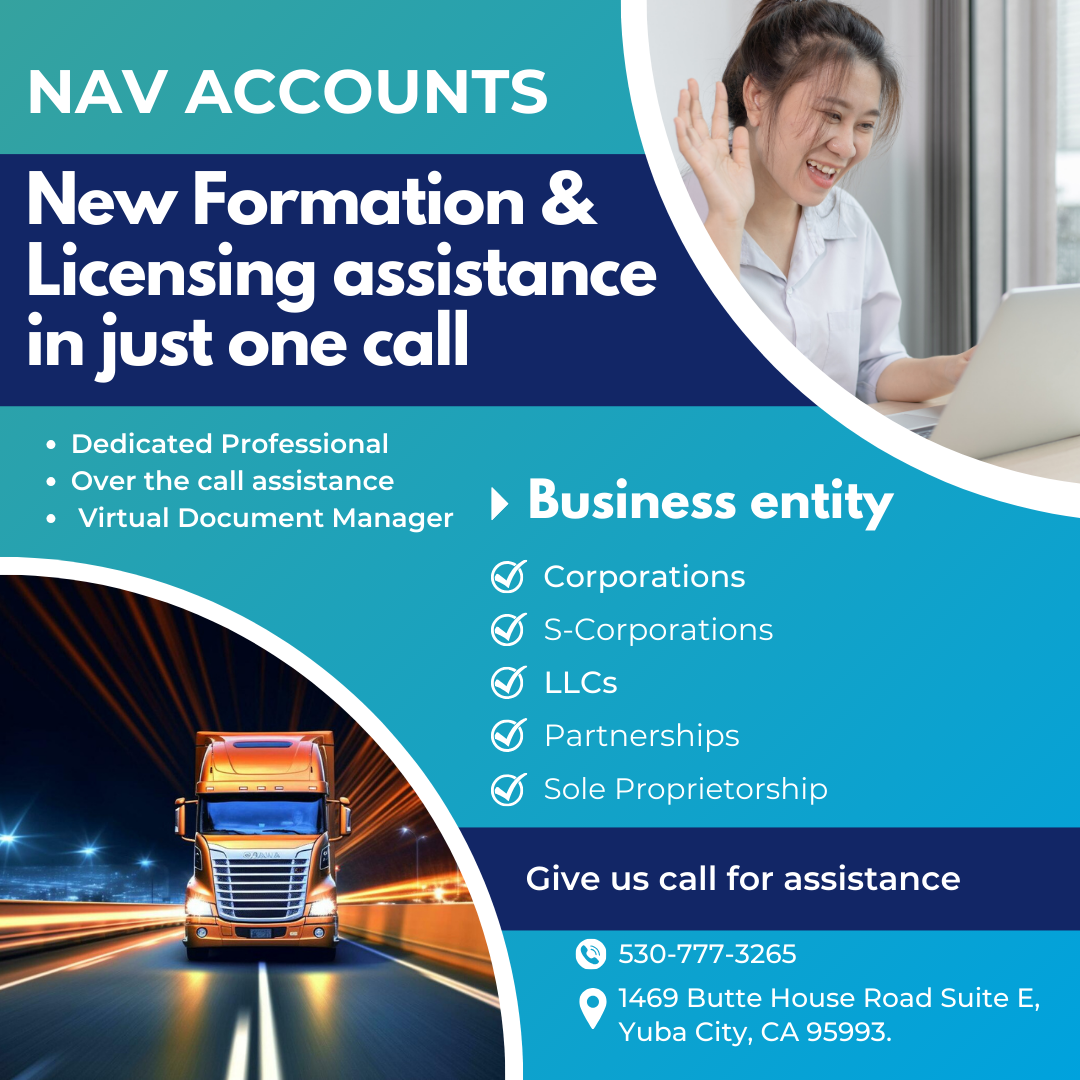 NAV ACCOUNTS
New Formation &
Licensing assistance
in just one call
• Dedicated Professional
• Over the call assistance
• Virtual Document Manager
Business entity
Corporations
S-Corporations
LLCs
Partnerships
Sole Proprietorship
Give us call for assistance
530-777-3265
1469 Butte House Road Suite E,
Yuba City, CA 95993.